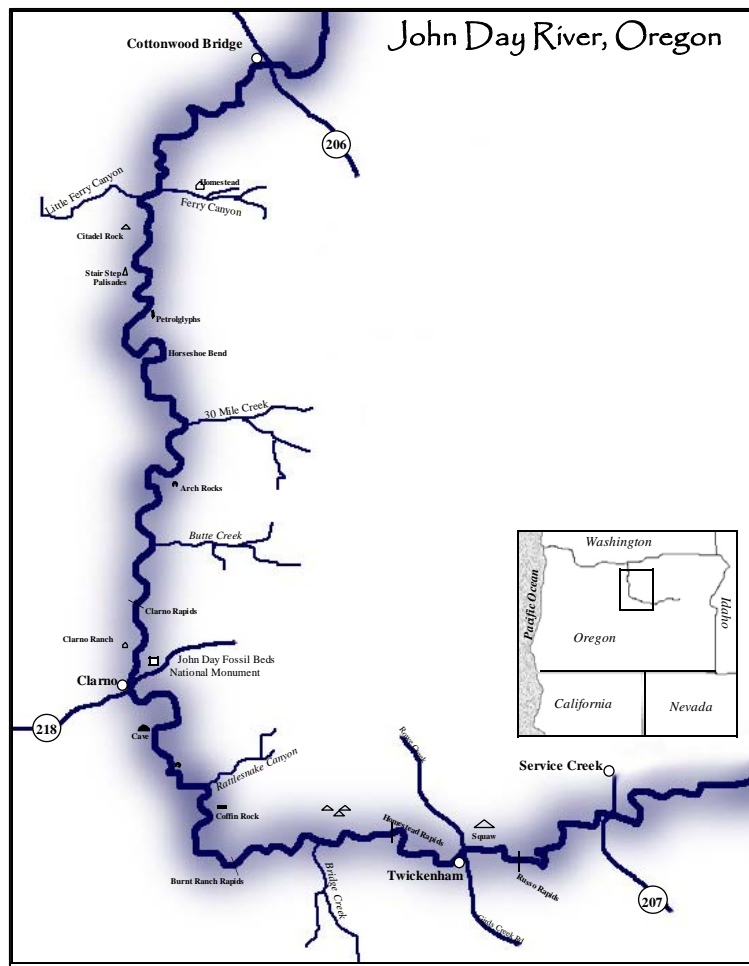 John Day River, Oregon
Cottonwood Bridge
206
Little Ferry Canyon
Homestead
Ferry Canyon
Citadel Rock
Stair Step
Palisades
Petrolglyphs
Horseshoe Bend
30 Mile Creek
Arch Rocks
Butte Creek
Washington
Pacific Ocean
Idaho
Oregon
California
Nevada
Clarno Rapids
Clarno Ranch
John Day Fossil Beds
National Monument
Clarno
218
Cave
Rattlesnake Canyon
Coffin Rock
Burnt Ranch Rapids
Bridge Creek
Homestead Rapids
Rowe Creek
Squaw
Twickenham
Russo Rapids
Service Creek
207